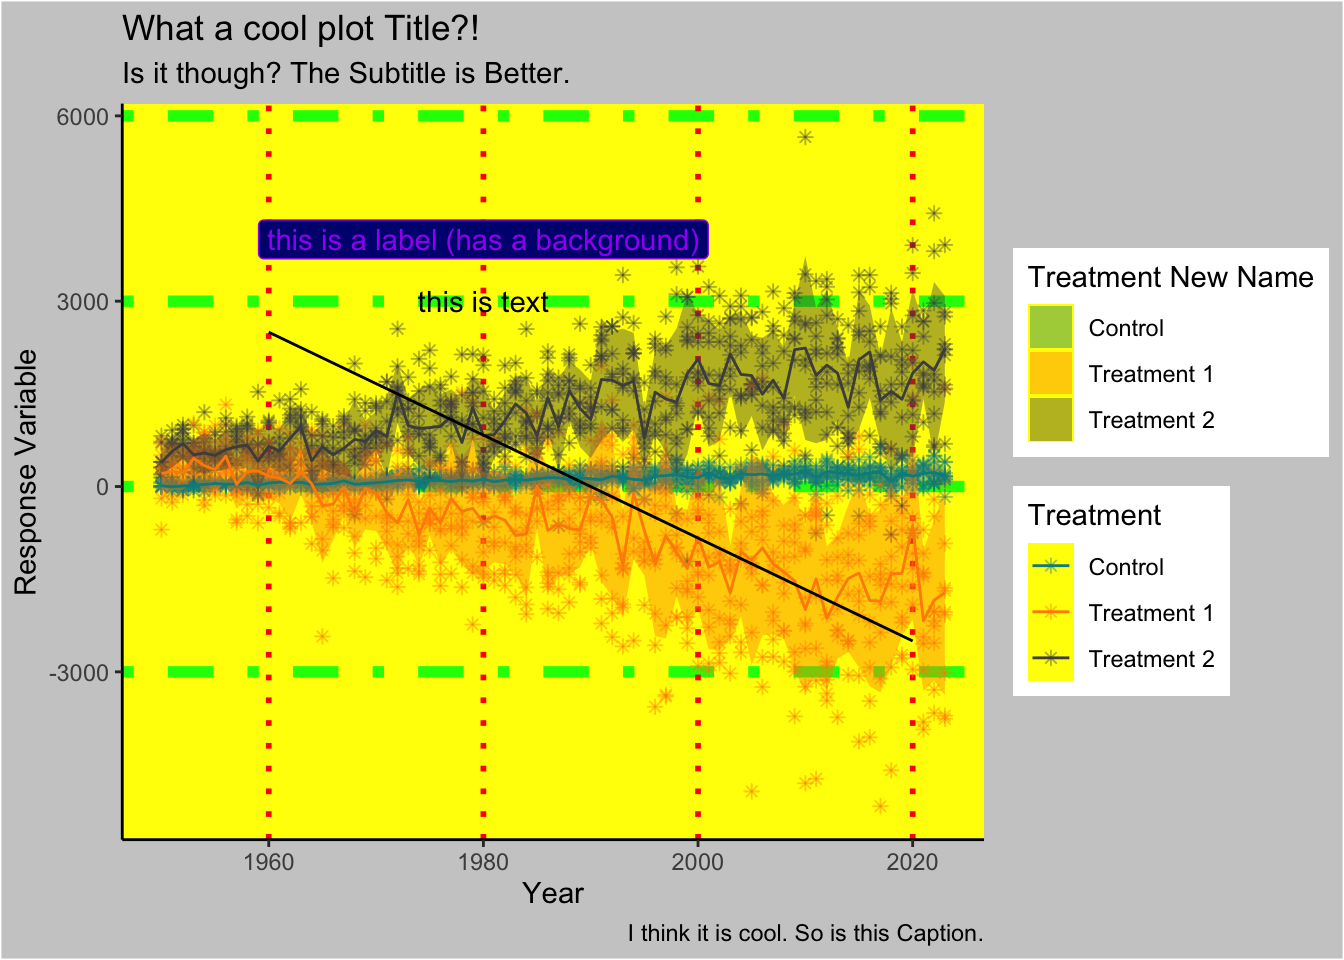 What a cool plot Title?!
Is it though? The Subtitle is Better.
6000
3000
0
-3000
Response Variable
this is a label (has a background)
this is text
1960
1980
2000
2020
Year
I think it is cool. So is this Caption.
Treatment New Name
Control
Treatment 1
Treatment 2
Treatment
Control
Treatment 1
Treatment 2